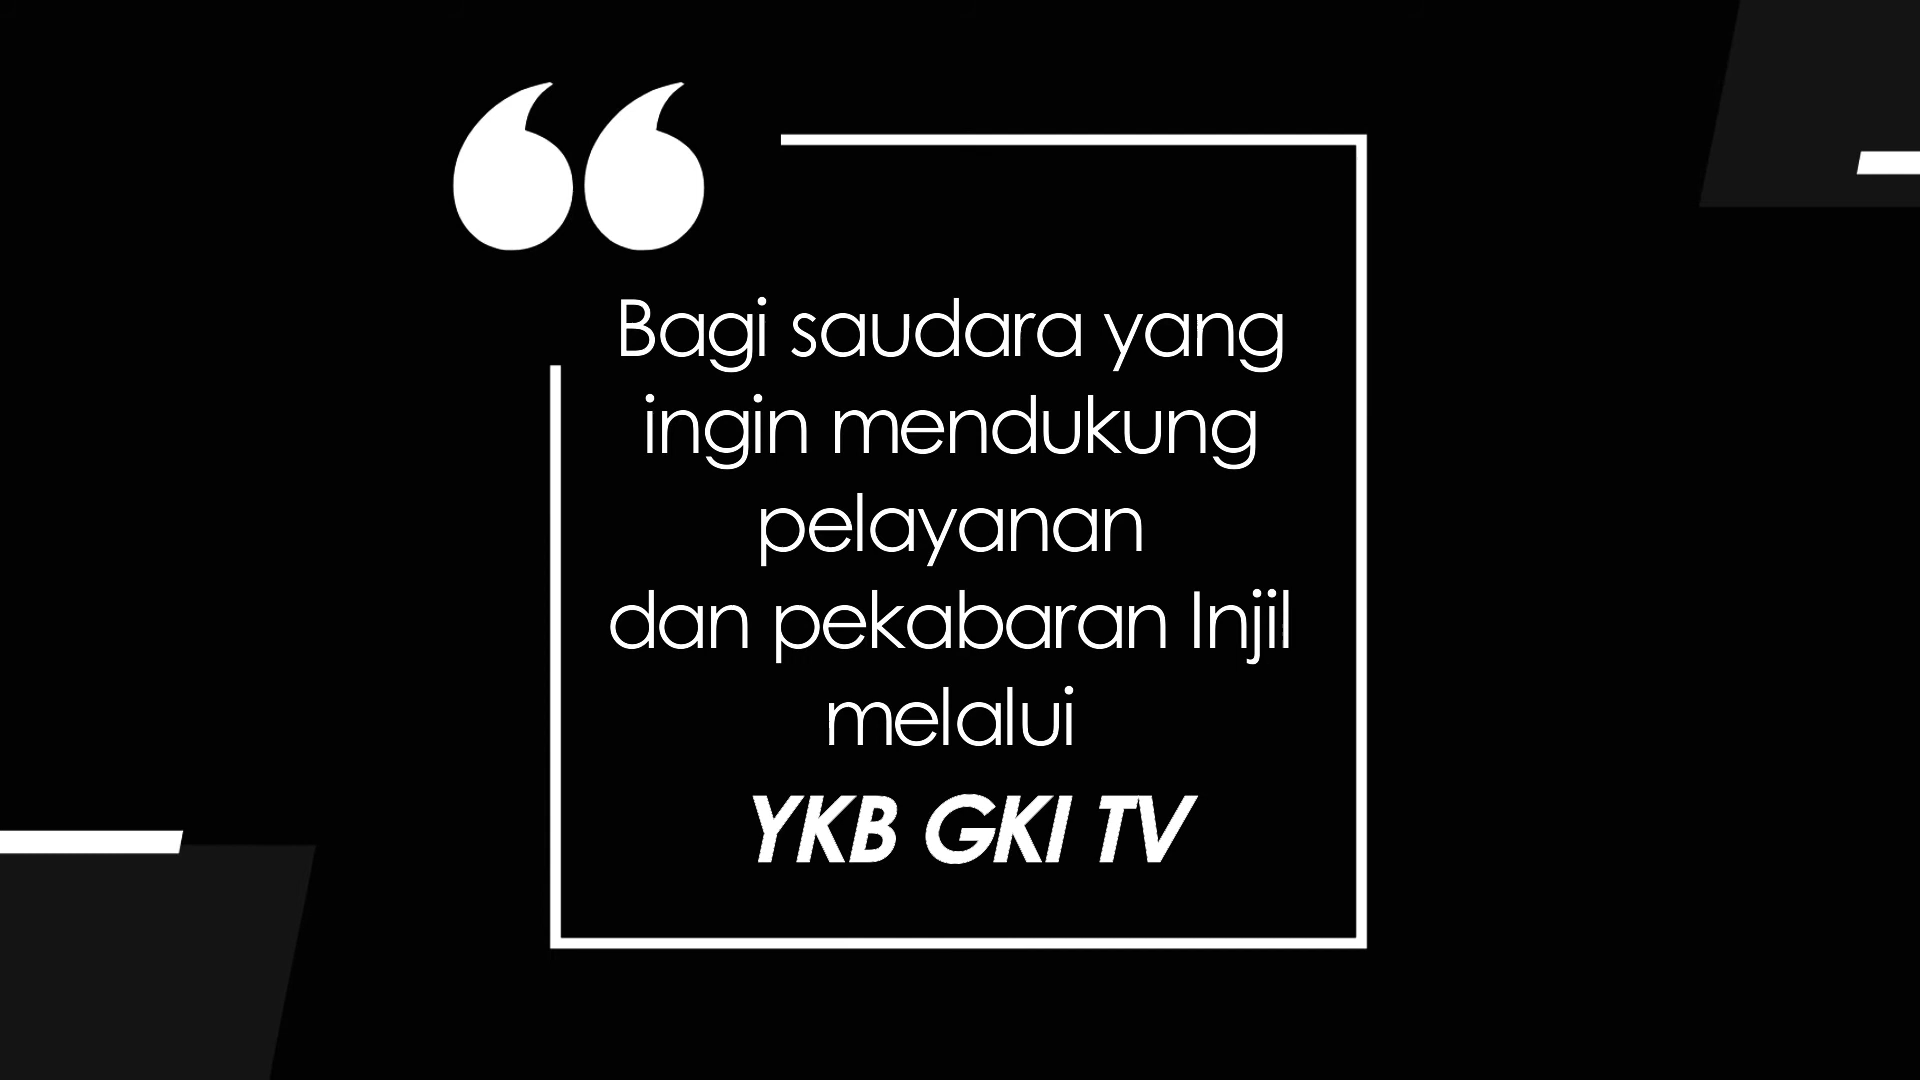 Bagi saudara yang
ingin mendukung
pelayanan
dan pekabaran Injil
melalui
YKB GKI TV